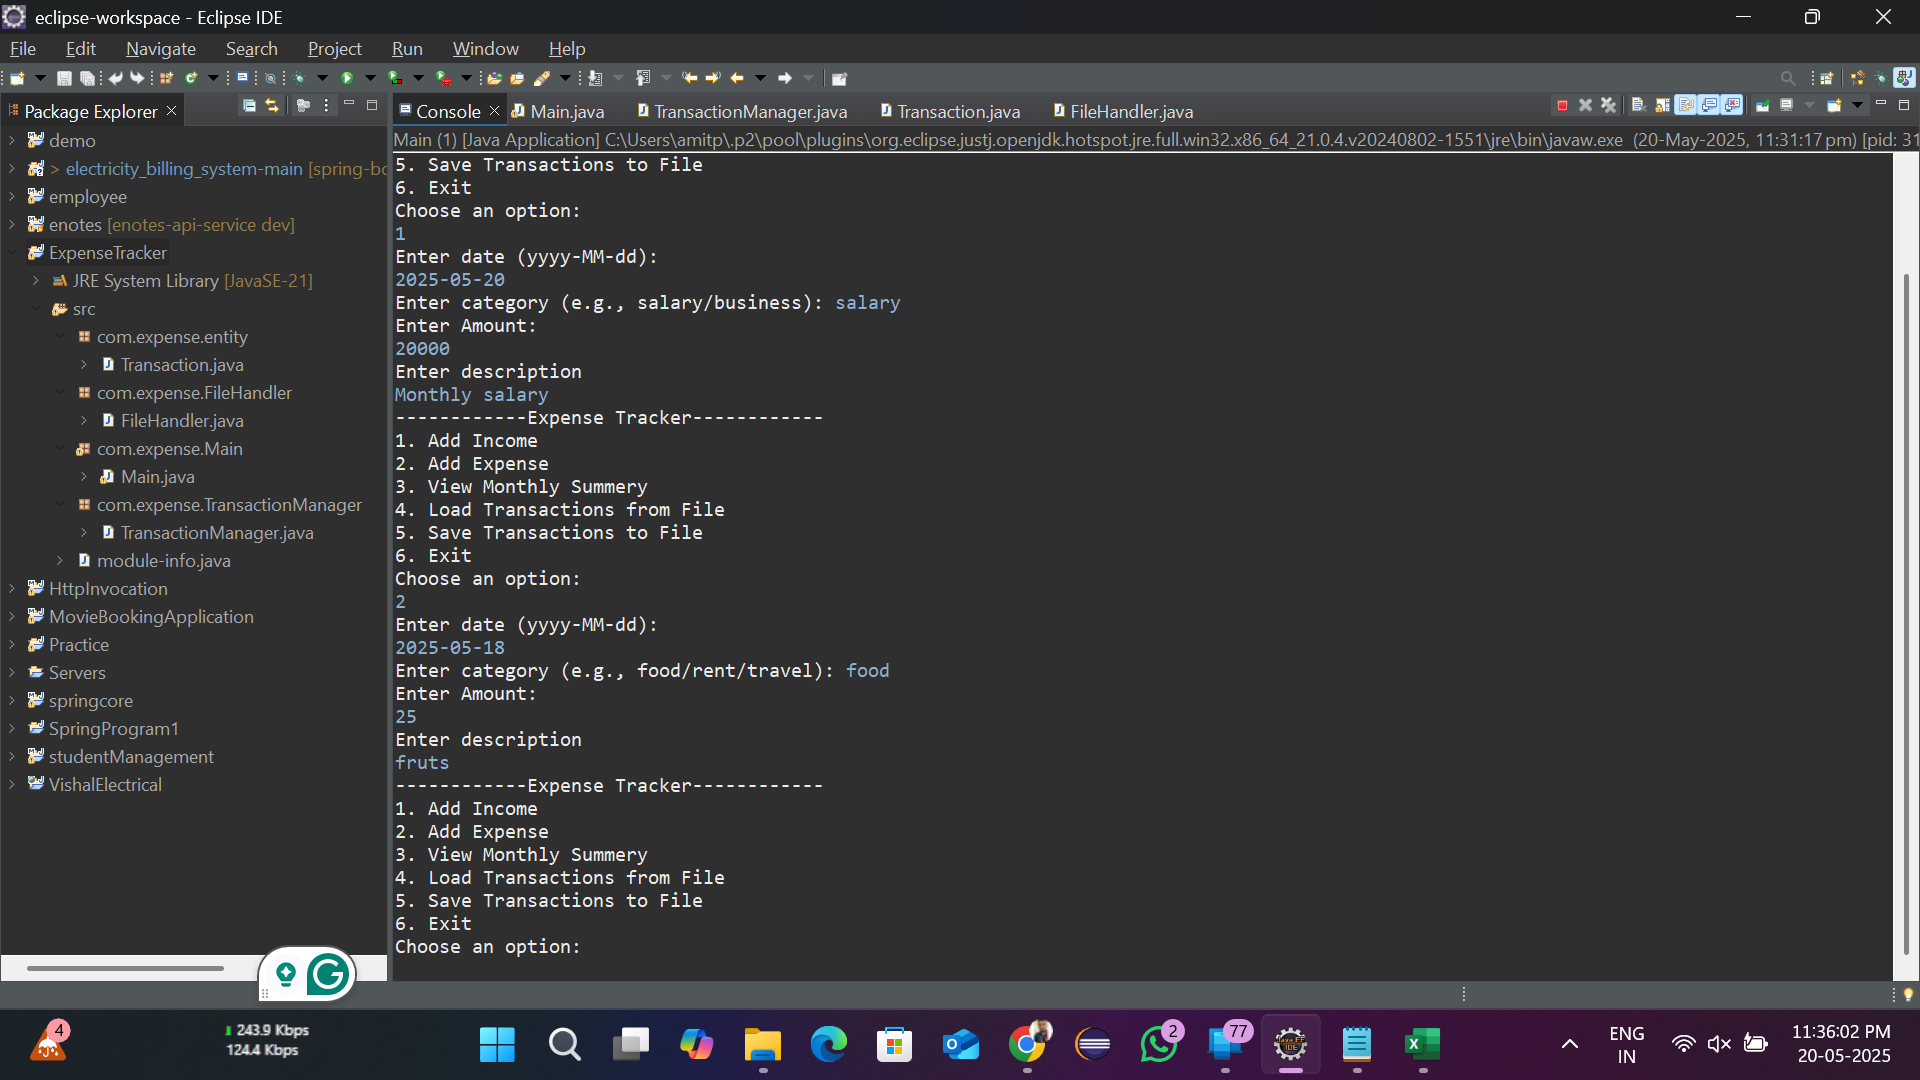 eclipse-workspace - Eclipse IDE
File Edit Navigate Search Project Run Window Help
Package Explorer
demo
> electricity_billing_system-main [spring-bo
employee
enotes [enotes-api-service dev]
ExpenseTracker
JRE System Library [JavaSE-21]
src
com.expense.entity
Transaction.java
com.expense.FileHandler
FileHandler.java
com.expense.Main
Main.java
com.expense.TransactionManager
TransactionManager.java
module-info.java
HttpInvocation
MovieBookingApplication
Practice
Servers
springcore
SpringProgram1
studentManagement
VishalElectrical
Console Main.java TransactionManager.java Transaction.java FileHandler.java
Main (1) [Java Application] C:\Users\amitp\.p2\pool\plugins\org.eclipse.justj.openjdk.hotspot.jre.full.win32.x86_64_21.0.4.v20240802-1551\jre\bin\javaw.exe (20-May-2025, 11:31:17 pm) [pid: 31
5. Save Transactions to File
6. Exit
Choose an option:
1
Enter date (yyyy-MM-dd):
2025-05-20
Enter category (e.g., salary/business): salary
Enter Amount:
20000
Enter description
Monthly salary
------------Expense Tracker------------
1. Add Income
2. Add Expense
3. View Monthly Summery
4. Load Transactions from File
5. Save Transactions to File
6. Exit
Choose an option:
2
Enter date (yyyy-MM-dd):
2025-05-18
Enter category (e.g., food/rent/travel): food
Enter Amount:
25
Enter description
fruts
------------Expense Tracker------------
1. Add Income
2. Add Expense
3. View Monthly Summery
4. Load Transactions from File
5. Save Transactions to File
6. Exit
Choose an option:
4
243.9 Kbps
124.4 Kbps
2
77
ENG
IN
11:36:02 PM
20-05-2025